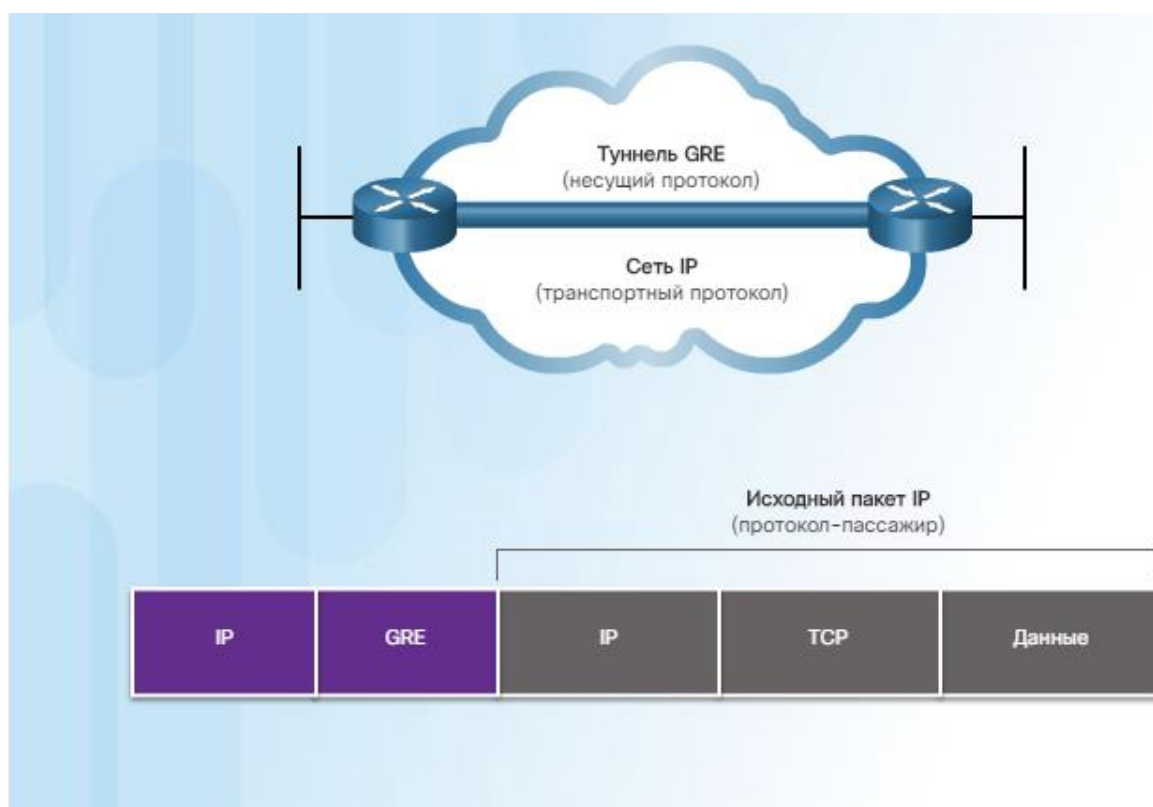 Туннель GRE
(несущий протокол)
Сеть IP
(транспортный протокол)
Исходный пакет IP
(протокол-пассажир)
IP GRE IP TCP Данные